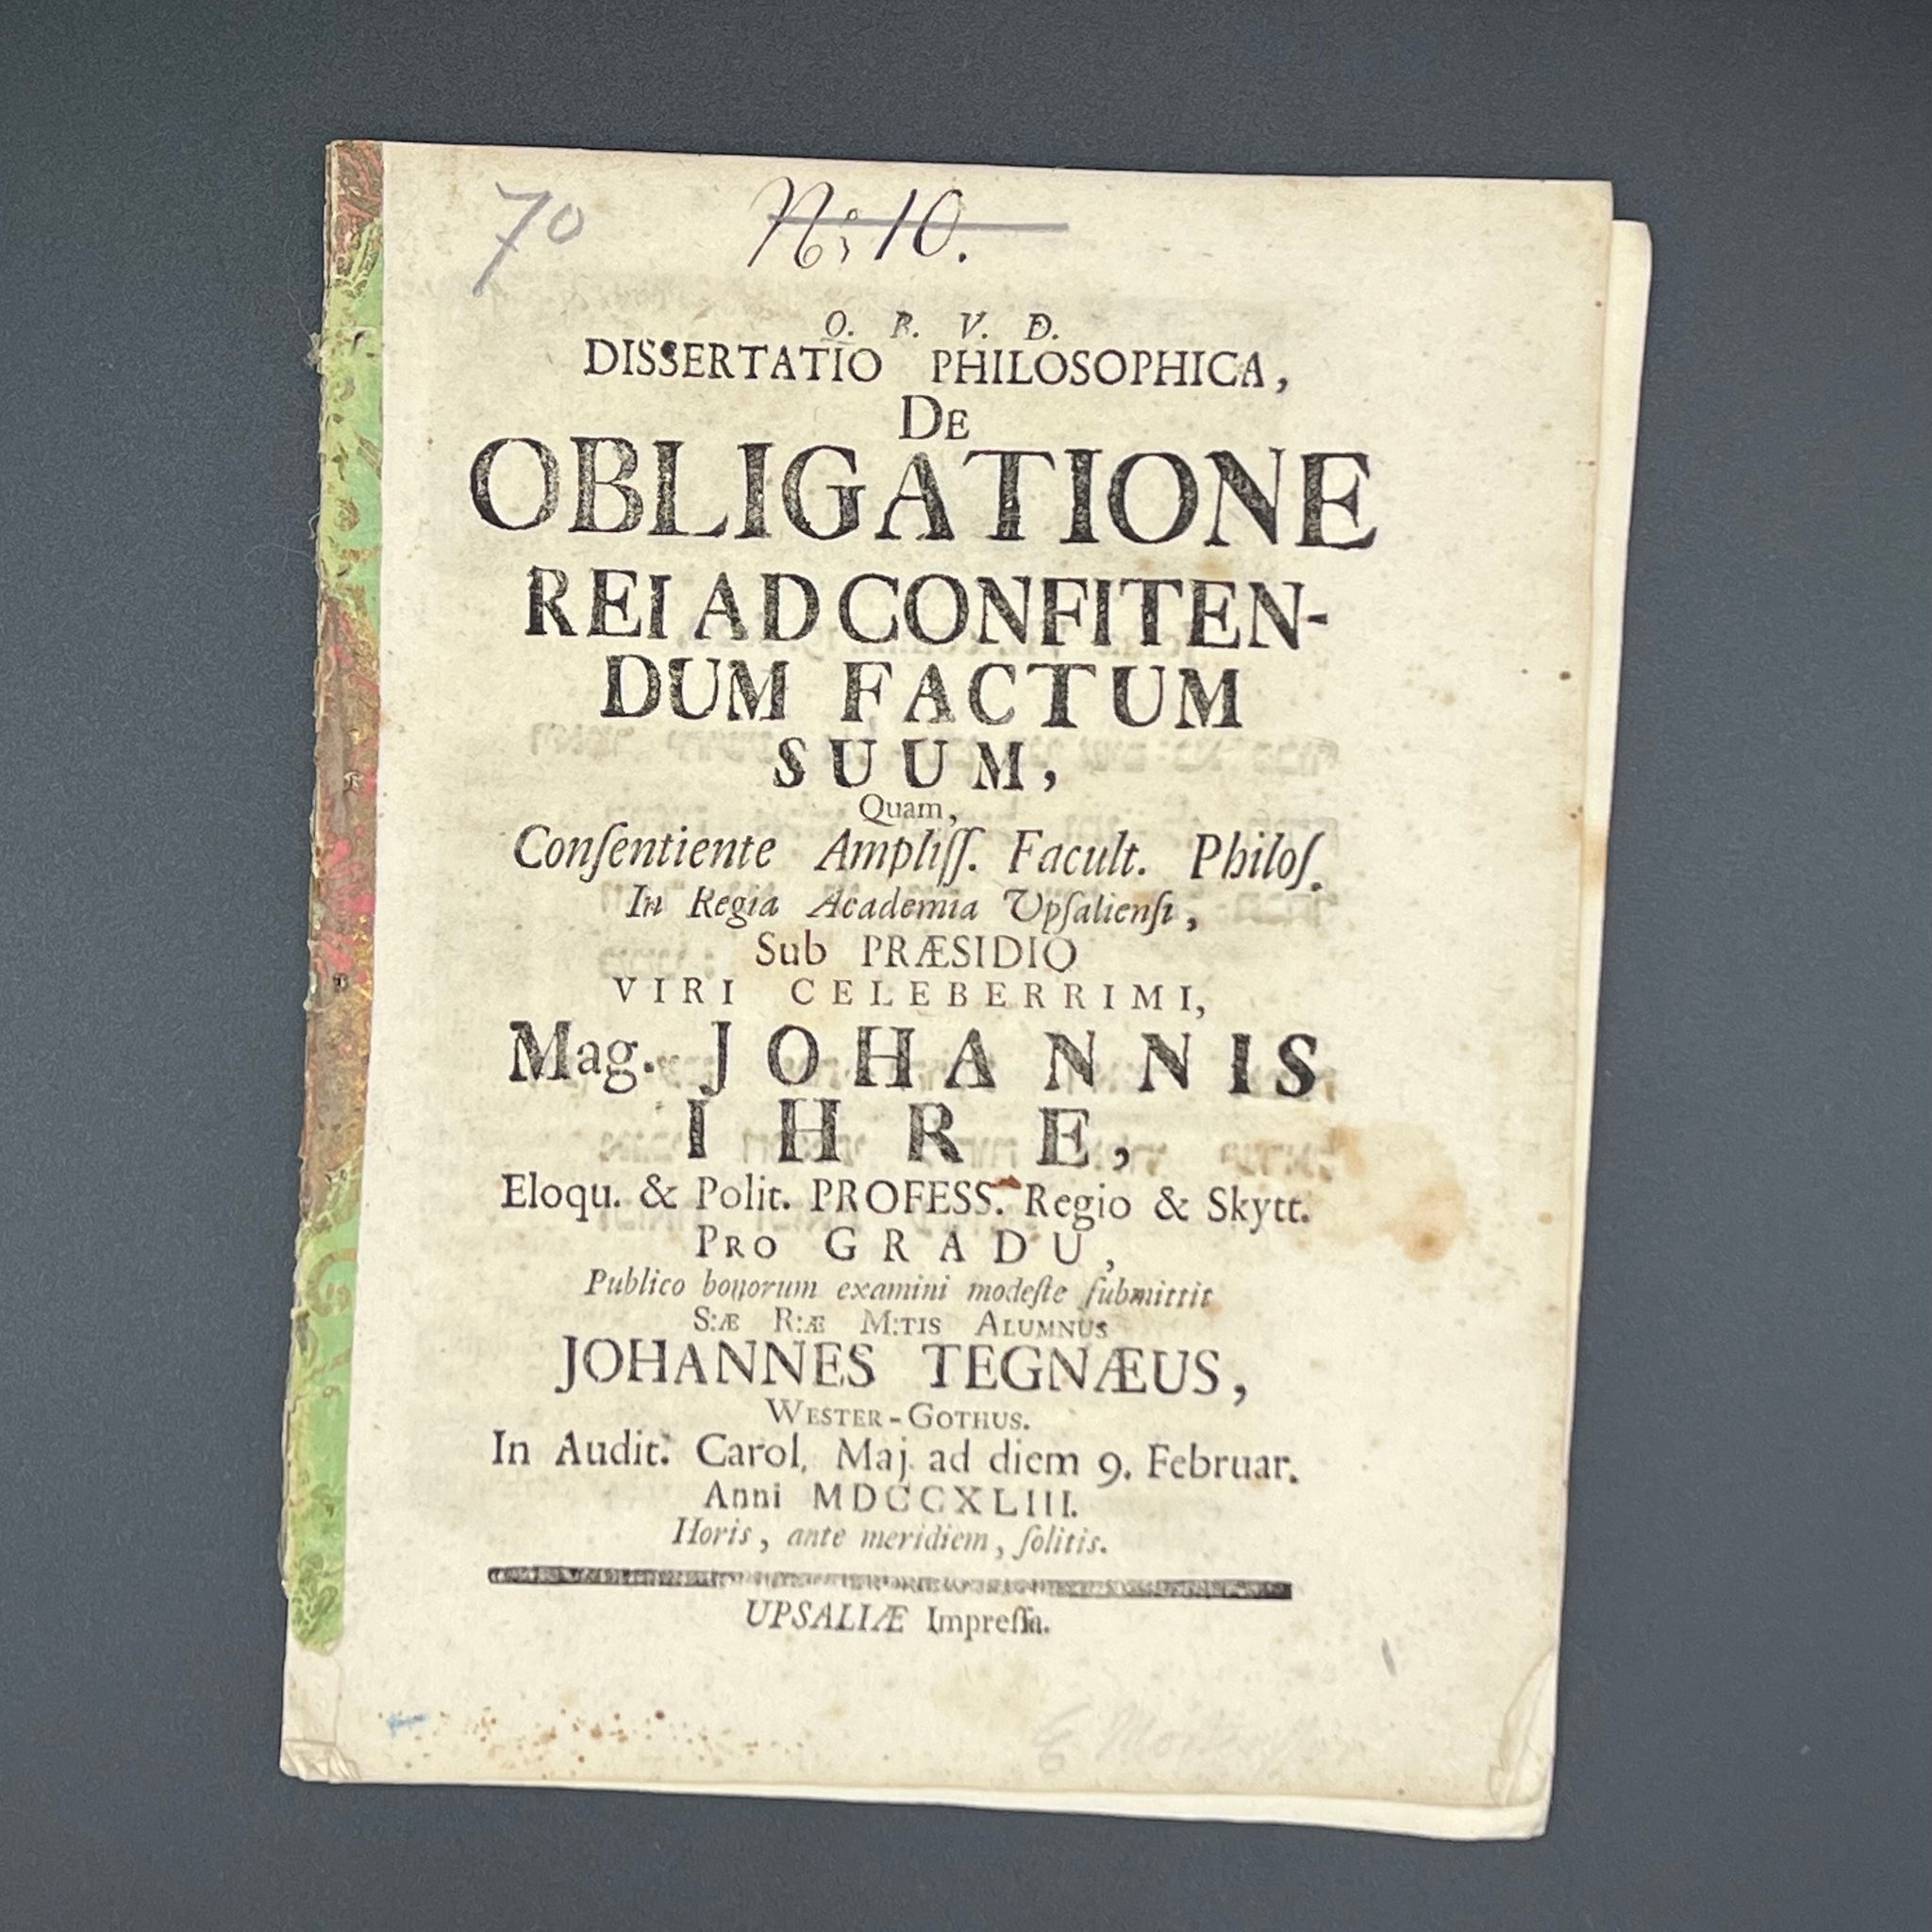 70 N:o 10.
Q. B. V. D.
DISSERTATIO PHILOSOPHICA,
DE
OBLIGATIONE
REI AD CONFITEN-
DUM FACTUM
SUUM,
Quam,
Conſentiente Ampliſſ. Facult. Philoſ.
In Regia Academia Upſalienſi,
Sub PRÆSIDIO
VIRI CELEBERRIMI,
Mag. JOHANNIS
IHRE,
Eloqu. & Polit. PROFESS. Regio & Skytt.
PRO GRADU,
Publico bonorum examini modeſte ſubmittit
S:Æ R:Æ M:TIS ALUMNUS
JOHANNES TEGNÆUS,
WESTER-GOTHUS.
In Audit. Carol. Maj. ad diem 9. Februar.
Anni MDCCXLIII.
Horis, ante meridiem, ſolitis.
UPSALIÆ Impreſſa.